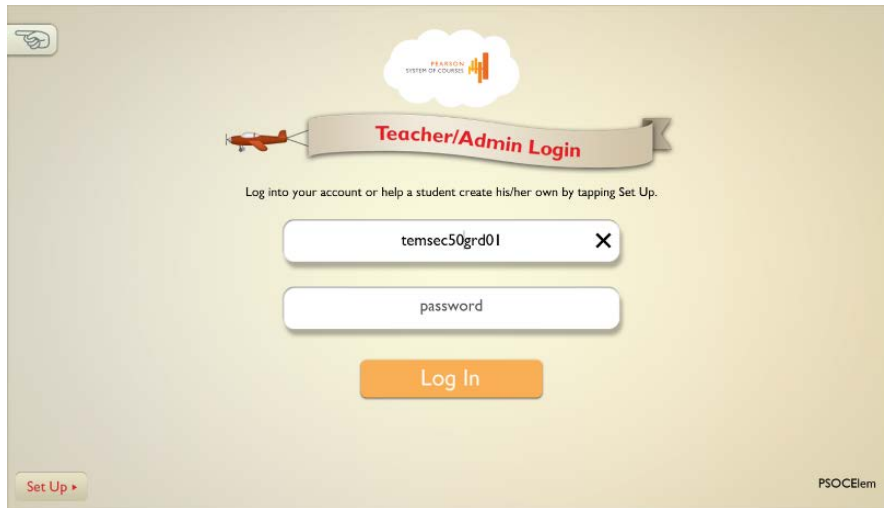 PEARSON
SYSTEM OF COURSES
Teacher/Admin Login
Log into your account or help a student create his/her own by tapping Set Up.
temsec50grd01
password
Log In
Set Up
PSOCElem